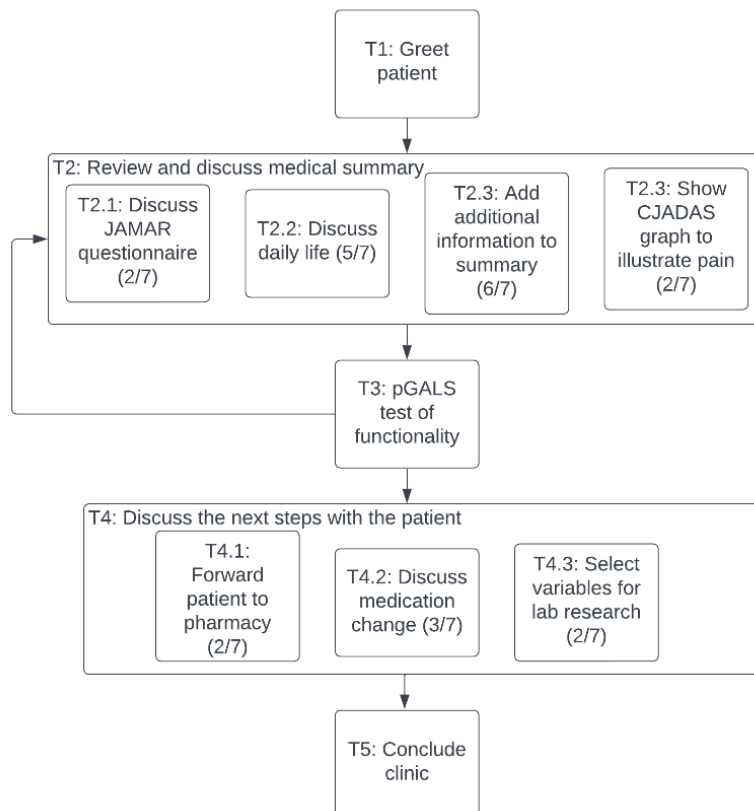 T1: Greet
patient
T2: Review and discuss medical summary
T2.1: Discuss
JAMAR
questionnaire
(2/7)
T2.2: Discuss
daily life (5/7)
T2.3: Add
additional
information to
summary
(6/7)
T2.3: Show
CJADAS
graph to
illustrate pain
(2/7)
T3: pGALS
test of
functionality
T4: Discuss the next steps with the patient
T4.1:
Forward
patient to
pharmacy
(2/7)
T4.2: Discuss
medication
change (3/7)
T4.3: Select
variables for
lab research
(2/7)
T5: Conclude
clinic